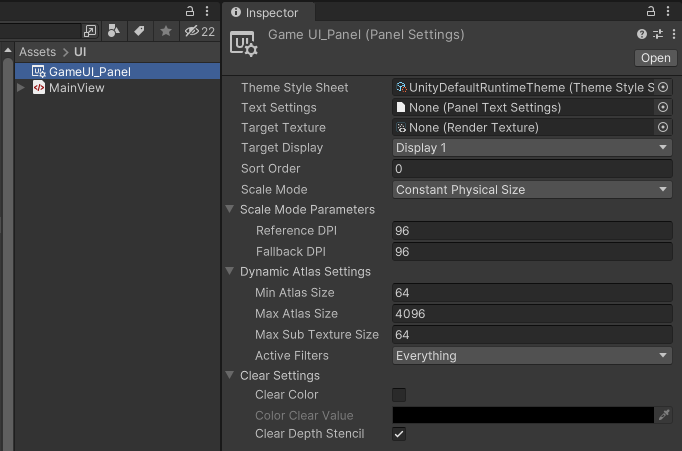 22
Assets > UI
GameUI_Panel
MainView
Inspector
Game UI_Panel (Panel Settings)
Open
Theme Style Sheet UnityDefaultRuntimeTheme (Theme Style S
Text Settings None (Panel Text Settings)
Target Texture None (Render Texture)
Target Display Display 1
Sort Order 0
Scale Mode Constant Physical Size
Scale Mode Parameters
Reference DPI 96
Fallback DPI 96
Dynamic Atlas Settings
Min Atlas Size 64
Max Atlas Size 4096
Max Sub Texture Size 64
Active Filters Everything
Clear Settings
Clear Color
Color Clear Value
Clear Depth Stencil